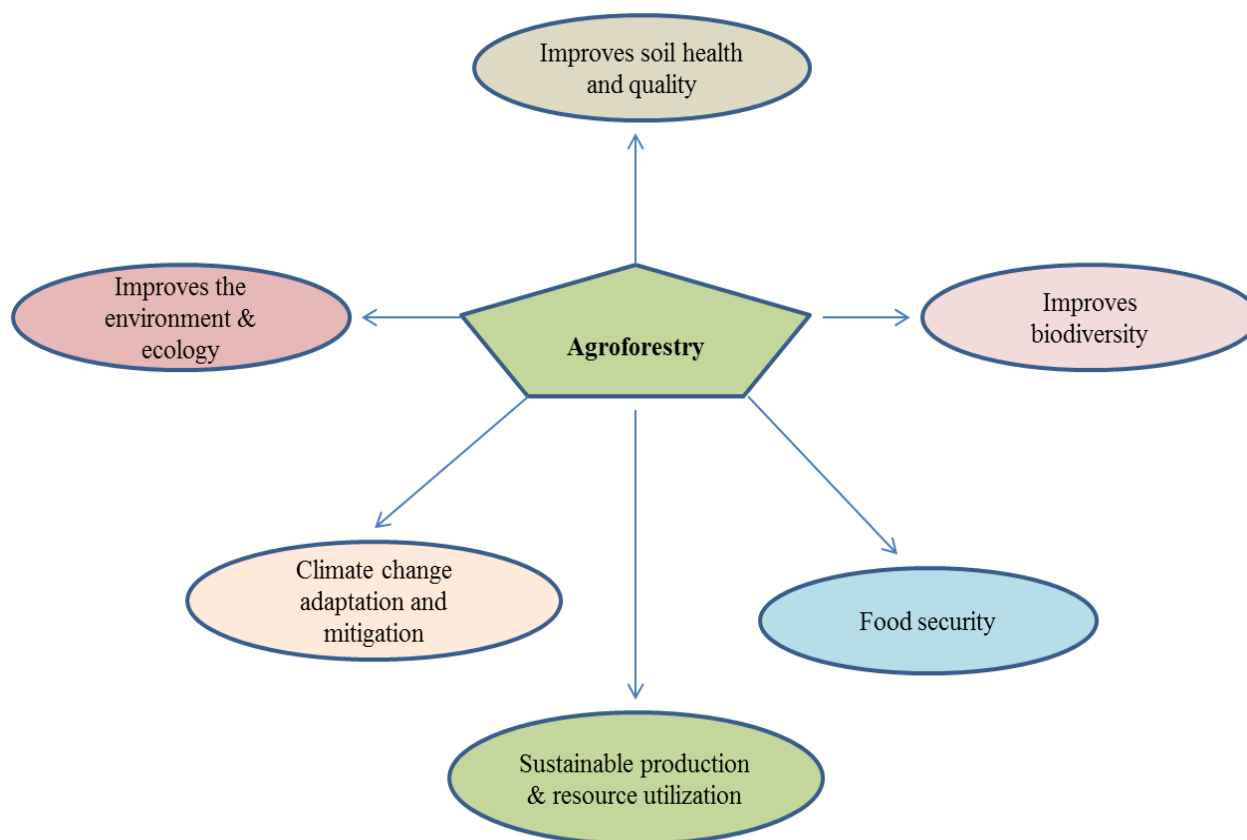 Improves soil health
and quality
Improves the
environment &
ecology
Agroforestry
Improves
biodiversity
Climate change
adaptation and
mitigation
Food security
Sustainable production
& resource utilization